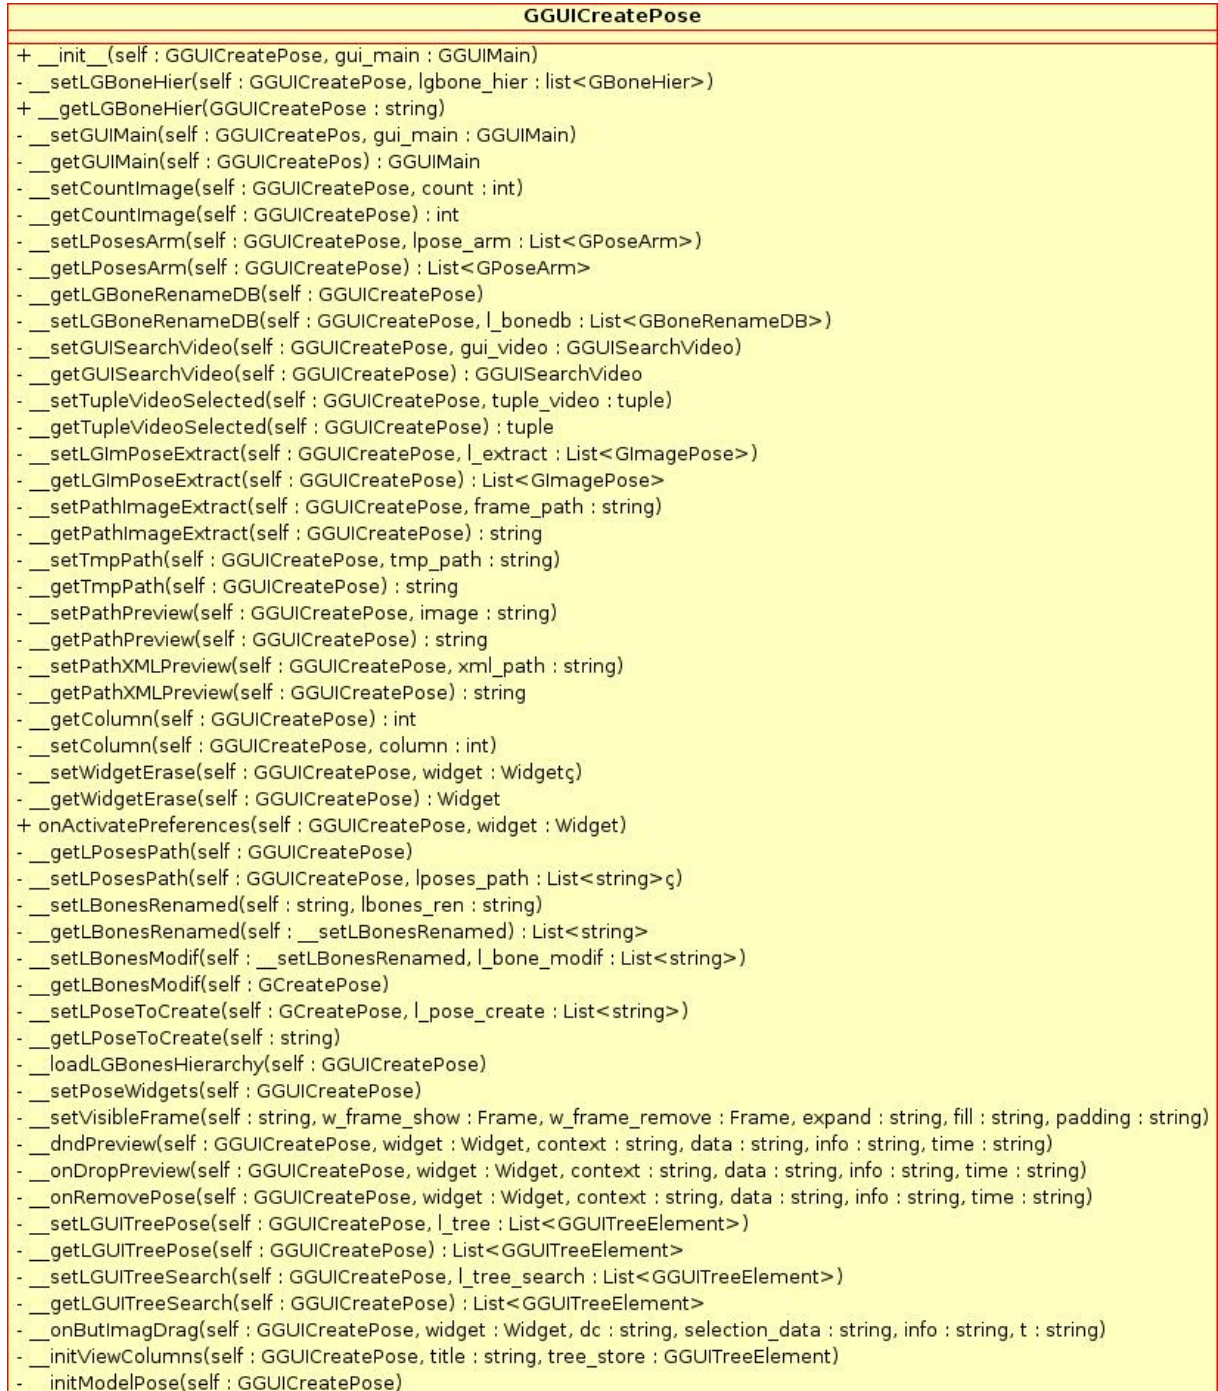 GGUICreatePose
+ __init__(self : GGUICreatePose, gui_main : GGUIMain)
- __setLGBoneHier(self : GGUICreatePose, lgbone_hier : list<GBoneHier>)
+ __getLGBoneHier(GGUICreatePose : string)
- __setGUIMain(self : GGUICreatePos, gui_main : GGUIMain)
- __getGUIMain(self : GGUICreatePos) : GGUIMain
- __setCountImage(self : GGUICreatePose, count : int)
- __getCountImage(self : GGUICreatePose) : int
- __setLPosesArm(self : GGUICreatePose, lpose_arm : List<GPoseArm>)
- __getLPosesArm(self : GGUICreatePose) : List<GPoseArm>
- __getLGBoneRenameDB(self : GGUICreatePose)
- __setLGBoneRenameDB(self : GGUICreatePose, l_bonedb : List<GBoneRenameDB>)
- __setGUISearchVideo(self : GGUICreatePose, gui_video : GGUISearchVideo)
- __getGUISearchVideo(self : GGUICreatePose) : GGUISearchVideo
- __setTupleVideoSelected(self : GGUICreatePose, tuple_video : tuple)
- __getTupleVideoSelected(self : GGUICreatePose) : tuple
- __setLGImPoseExtract(self : GGUICreatePose, l_extract : List<GImagePose>)
- __getLGImPoseExtract(self : GGUICreatePose) : List<GImagePose>
- __setPathImageExtract(self : GGUICreatePose, frame_path : string)
- __getPathImageExtract(self : GGUICreatePose) : string
- __setTmpPath(self : GGUICreatePose, tmp_path : string)
- __getTmpPath(self : GGUICreatePose) : string
- __setPathPreview(self : GGUICreatePose, image : string)
- __getPathPreview(self : GGUICreatePose) : string
- __setPathXMLPreview(self : GGUICreatePose, xml_path : string)
- __getPathXMLPreview(self : GGUICreatePose) : string
- __getColumn(self : GGUICreatePose) : int
- __setColumn(self : GGUICreatePose, column : int)
- __setWidgetErase(self : GGUICreatePose, widget : Widgetç)
- __getWidgetErase(self : GGUICreatePose) : Widget
+ onActivatePreferences(self : GGUICreatePose, widget : Widget)
- __getLPosesPath(self : GGUICreatePose)
- __setLPosesPath(self : GGUICreatePose, lposes_path : List<string>ç)
- __setLBonesRenamed(self : string, lbones_ren : string)
- __getLBonesRenamed(self : __setLBonesRenamed) : List<string>
- __setLBonesModif(self : __setLBonesRenamed, l_bone_modif : List<string>)
- __getLBonesModif(self : GCreatePose)
- __setLPoseToCreate(self : GCreatePose, l_pose_create : List<string>)
- __getLPoseToCreate(self : string)
- __loadLGBonesHierarchy(self : GGUICreatePose)
- __setPoseWidgets(self : GGUICreatePose)
- __setVisibleFrame(self : string, w_frame_show : Frame, w_frame_remove : Frame, expand : string, fill : string, padding : string)
- __dndPreview(self : GGUICreatePose, widget : Widget, context : string, data : string, info : string, time : string)
- __onDropPreview(self : GGUICreatePose, widget : Widget, context : string, data : string, info : string, time : string)
- __onRemovePose(self : GGUICreatePose, widget : Widget, context : string, data : string, info : string, time : string)
- __setLGUITreePose(self : GGUICreatePose, l_tree : List<GGUITreeElement>)
- __getLGUITreePose(self : GGUICreatePose) : List<GGUITreeElement>
- __setLGUITreeSearch(self : GGUICreatePose, l_tree_search : List<GGUITreeElement>)
- __getLGUITreeSearch(self : GGUICreatePose) : List<GGUITreeElement>
- __onButImagDrag(self : GGUICreatePose, widget : Widget, dc : string, selection_data : string, info : string, t : string)
- __initViewColumns(self : GGUICreatePose, title : string, tree_store : GGUITreeElement)
- __initModelPose(self : GGUICreatePose)